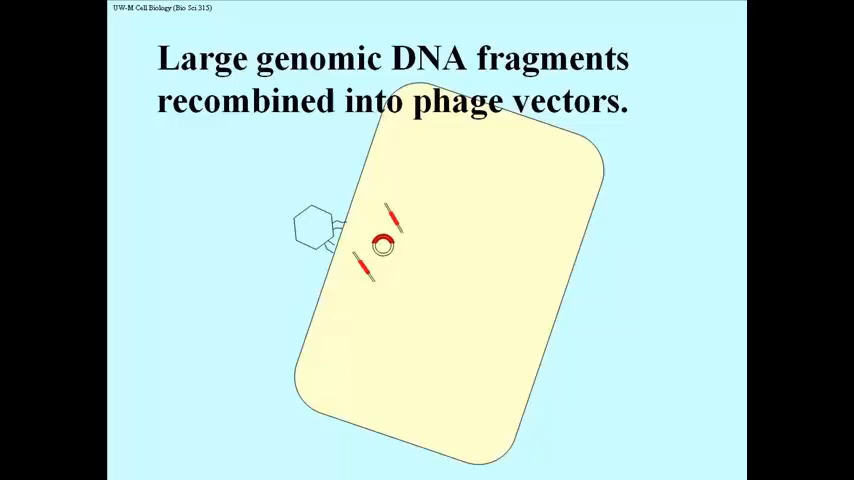 UW-M Cell Biology (Bio Sci 315)
Large genomic DNA fragments
recombined into phage vectors.